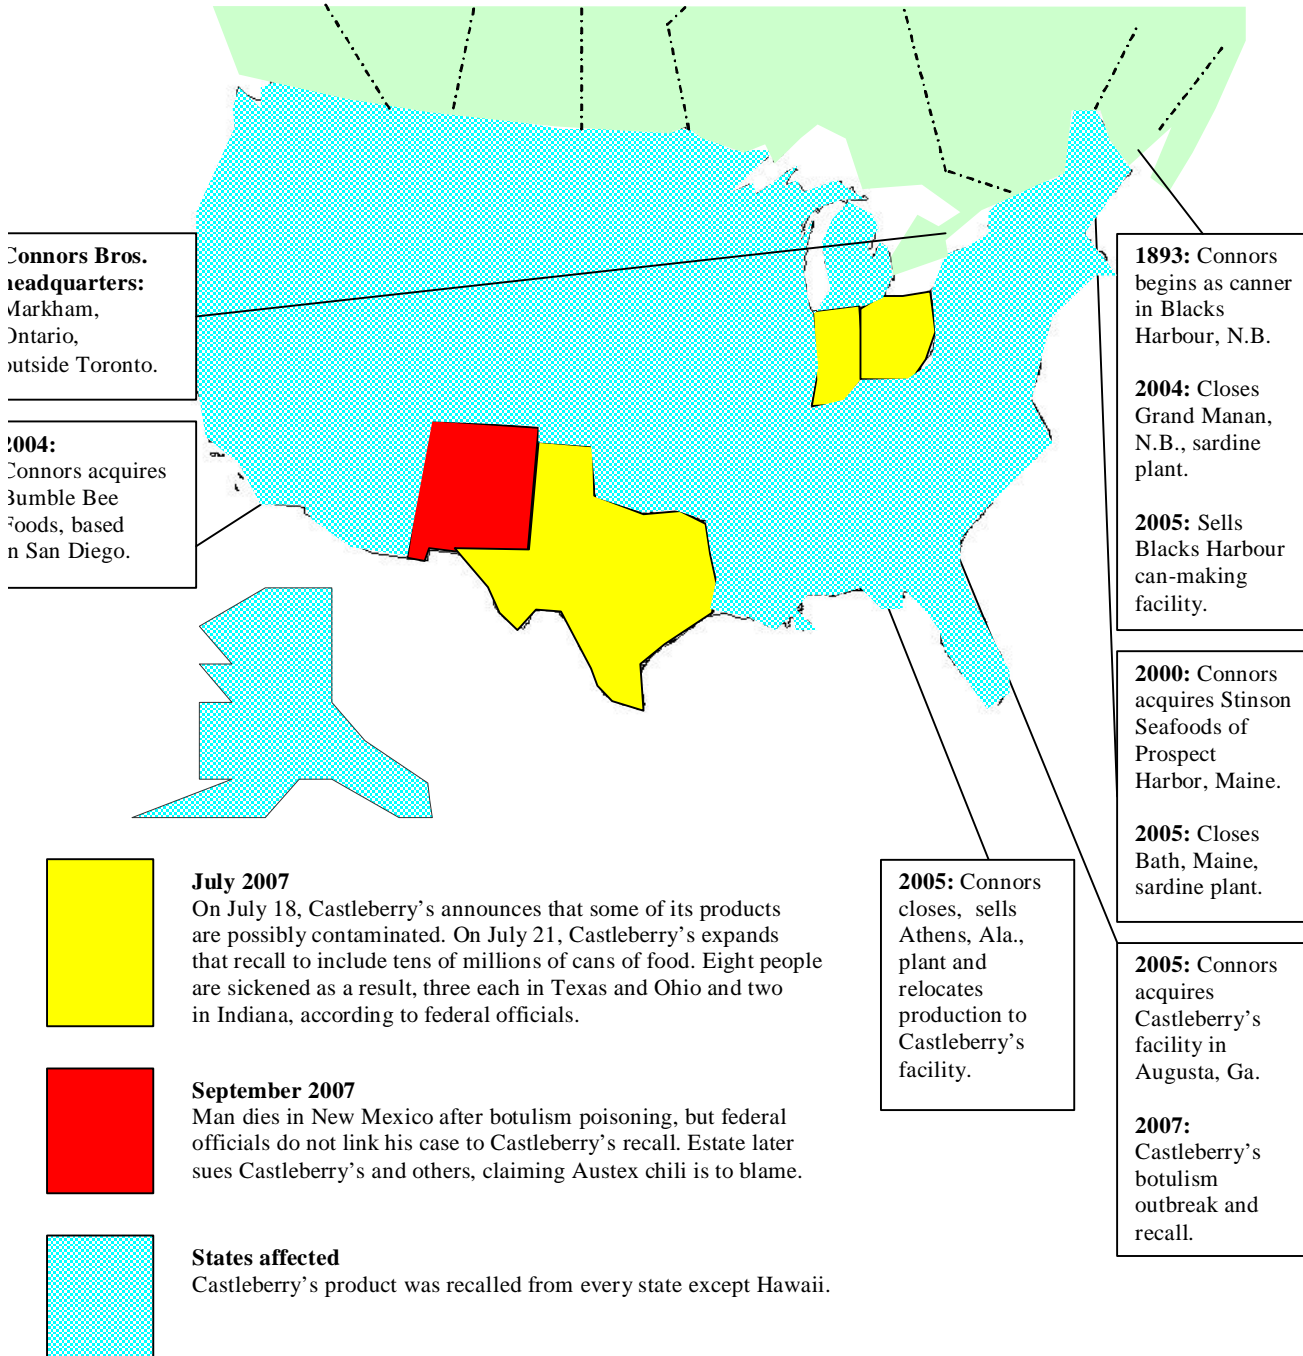 Connors Bros.
headquarters:
Markham,
Ontario,
outside Toronto.
2004:
Connors acquires
Bumble Bee
Foods, based
in San Diego.
1893: Connors
begins as canner
in Blacks
Harbour, N.B.
2004: Closes
Grand Manan,
N.B., sardine
plant.
2005: Sells
Blacks Harbour
can-making
facility.
2000: Connors
acquires Stinson
Seafoods of
Prospect
Harbor, Maine.
2005: Closes
Bath, Maine,
sardine plant.
2005: Connors
closes, sells
Athens, Ala.,
plant and
relocates
production to
Castleberry’s
facility.
2005: Connors
acquires
Castleberry’s
facility in
Augusta, Ga.
2007:
Castleberry’s
botulism
outbreak and
recall.
July 2007
On July 18, Castleberry’s announces that some of its products
are possibly contaminated. On July 21, Castleberry’s expands
that recall to include tens of millions of cans of food. Eight people
are sickened as a result, three each in Texas and Ohio and two
in Indiana, according to federal officials.
September 2007
Man dies in New Mexico after botulism poisoning, but federal
officials do not link his case to Castleberry’s recall. Estate later
sues Castleberry’s and others, claiming Austex chili is to blame.
States affected
Castleberry’s product was recalled from every state except Hawaii.